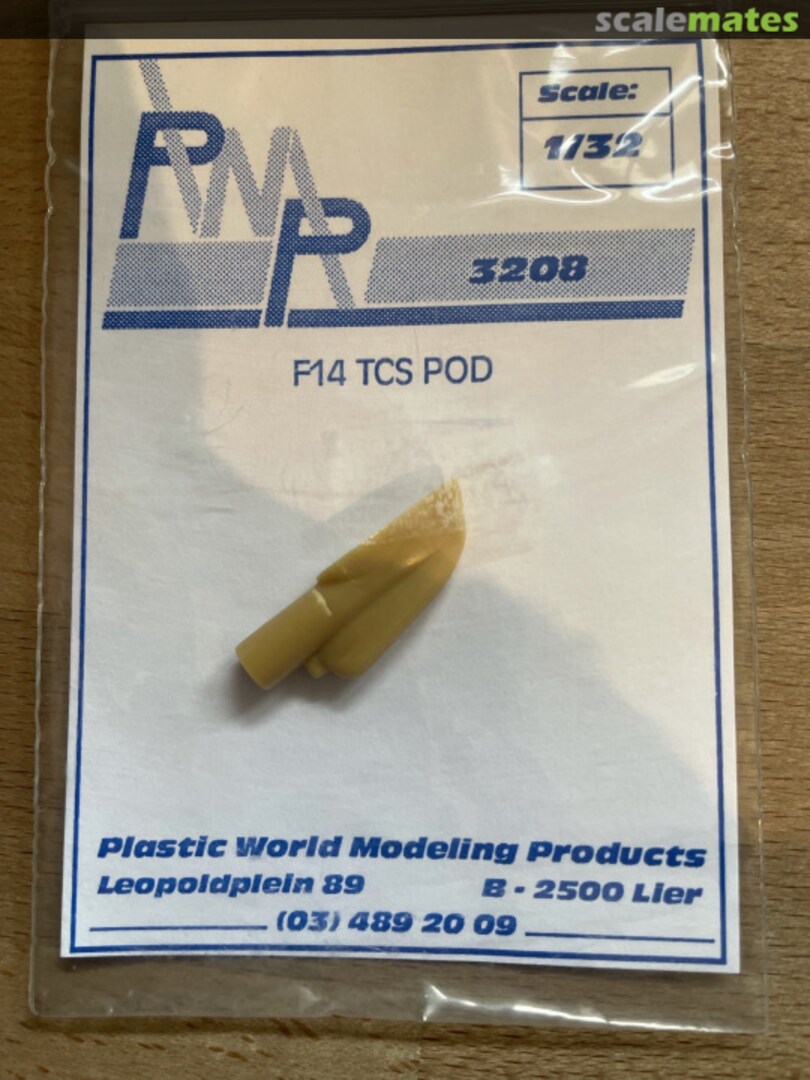 scalemates
Scale:
1/32
PWMP
3208
F14 TCS POD
Plastic World Modeling Products
Leopoldplein 89 B - 2500 Lier
(03) 489 20 09